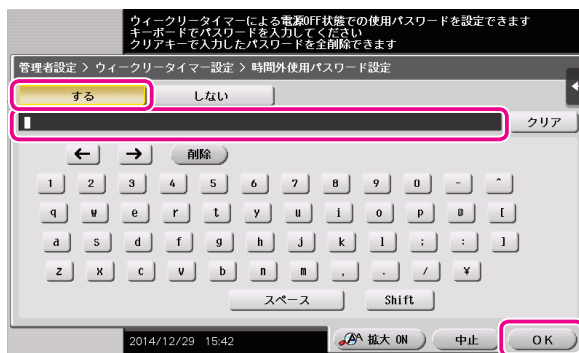 ウィークリータイマーによる電源OFF状態での使用パスワードを設定できます
キーボードでパスワードを入力してください
クリアキーで入力したパスワードを全削除できます
管理者設定 > ウィークリータイマー設定 > 時間外使用パスワード設定
する しない
クリア
← → 削除
1 2 3 4 5 6 7 8 9 0 - ^
q w e r t y u i o p @ [
a s d f g h j k l ; : ]
z x c v b n m , . / ¥
スペース Shift
2014/12/29 15:42 拡大 ON 中止 OK